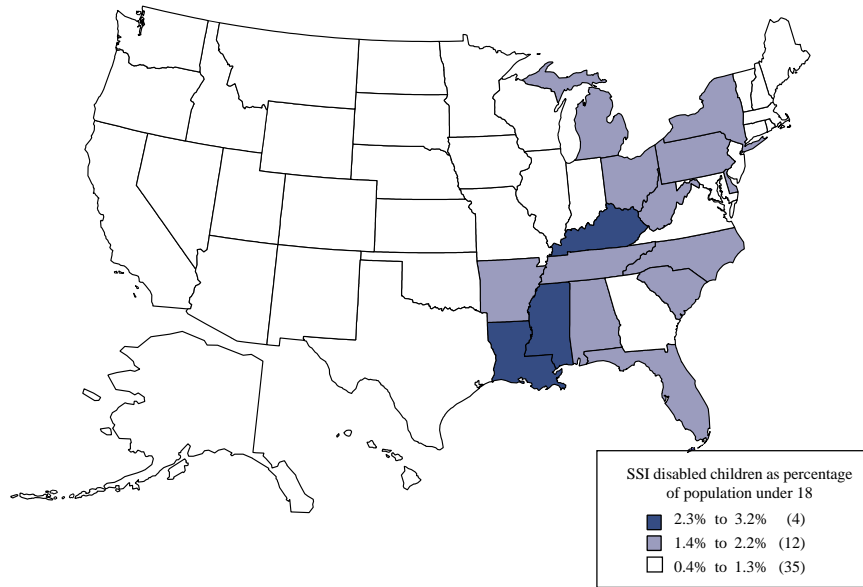 SSI disabled children as percentage
of population under 18
2.3% to 3.2% (4)
1.4% to 2.2% (12)
0.4% to 1.3% (35)